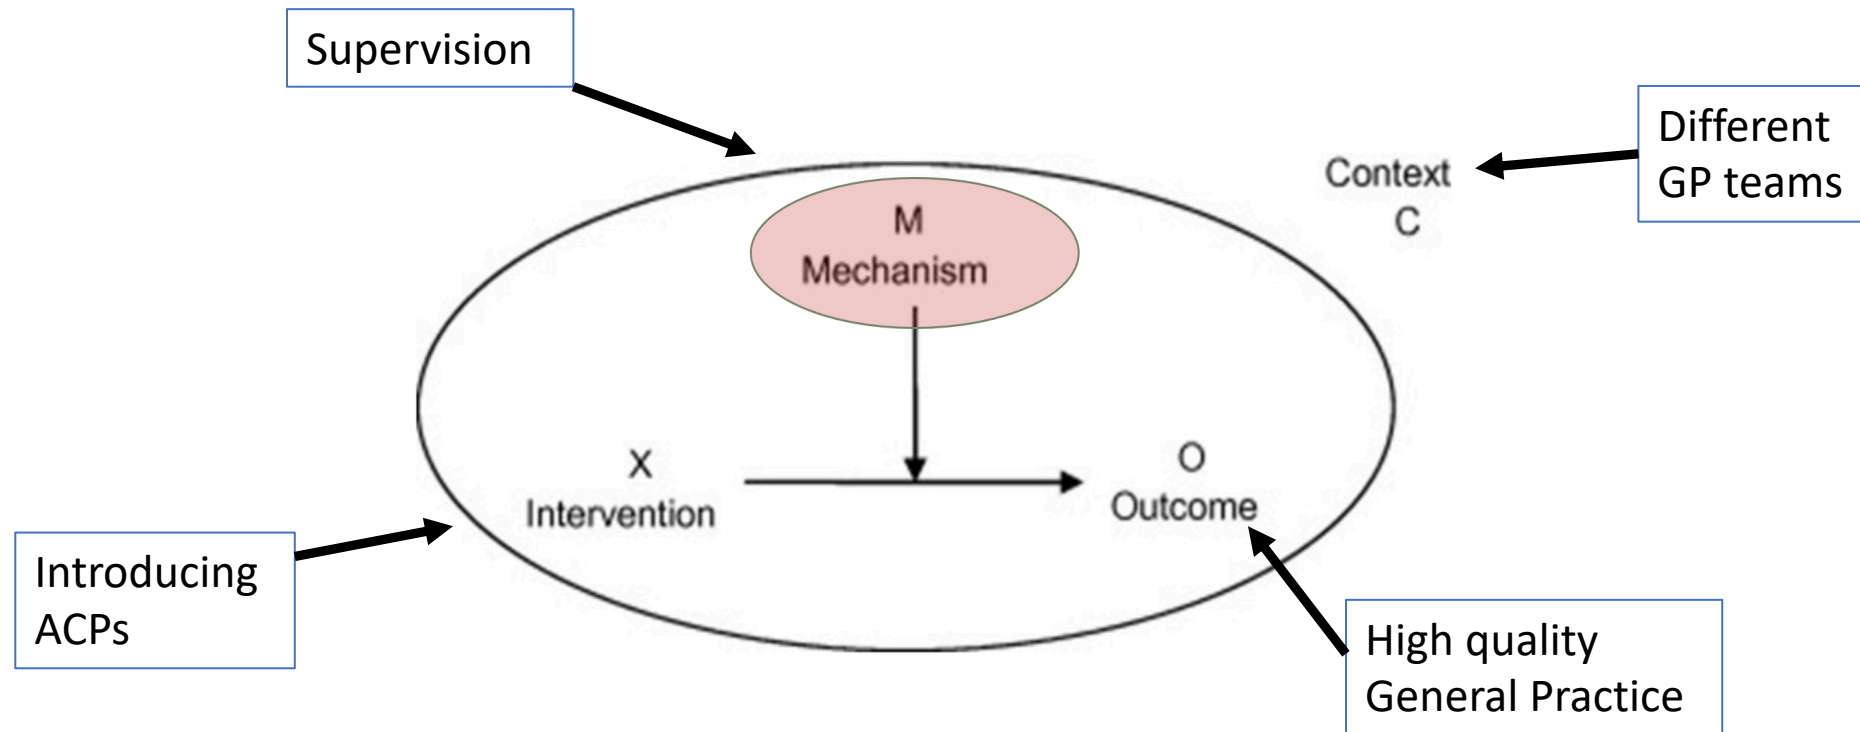 Supervision
Different
GP teams
Context
C
M
Mechanism
X
Intervention
O
Outcome
Introducing
ACPs
High quality
General Practice